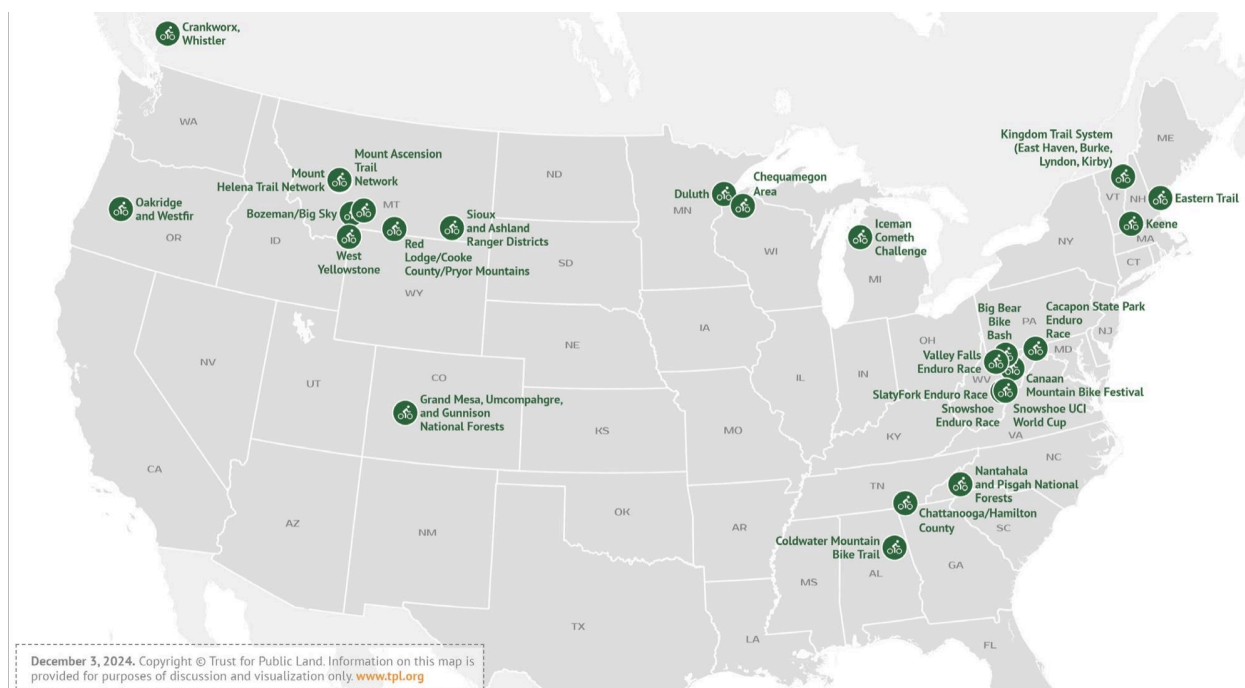 Crankworx,
Whistler
WA
ME
Kingdom Trail System
(East Haven, Burke,
Lyndon, Kirby)
Mount Ascension
Trail
Network
Mount
Helena Trail Network
ND
MT
Duluth
Chequamegon
Area
MN
VT
NH
Eastern Trail
Oakridge
and Westfir
OR
Bozeman/Big Sky
ID
Sioux
and Ashland
Ranger Districts
West
Yellowstone
Red
Lodge/Cooke
County/Pryor Mountains
SD
WI
Iceman
Cometh
Challenge
MI
Keene
NY
MA
CT
WY
IA
NE
NV
UT
CO
Big Bear
Bike
Bash
PA
Cacapon State Park
Enduro
Race
NJ
MD
OH
Valley Falls
Enduro Race
WV
Canaan
Mountain Bike Festival
SlatyFork Enduro Race
Snowshoe
Enduro Race
Snowshoe UCI
World Cup
VA
IL
IN
Grand Mesa, Umcompahgre,
and Gunnison
National Forests
KS
MO
KY
CA
NC
TN
Nantahala
and Pisgah National
Forests
Chattanooga/Hamilton
County
SC
AZ
NM
OK
AR
Coldwater Mountain
Bike Trail
MS
AL
GA
TX
LA
FL
December 3, 2024. Copyright © Trust for Public Land. Information on this map is
provided for purposes of discussion and visualization only. www.tpl.org